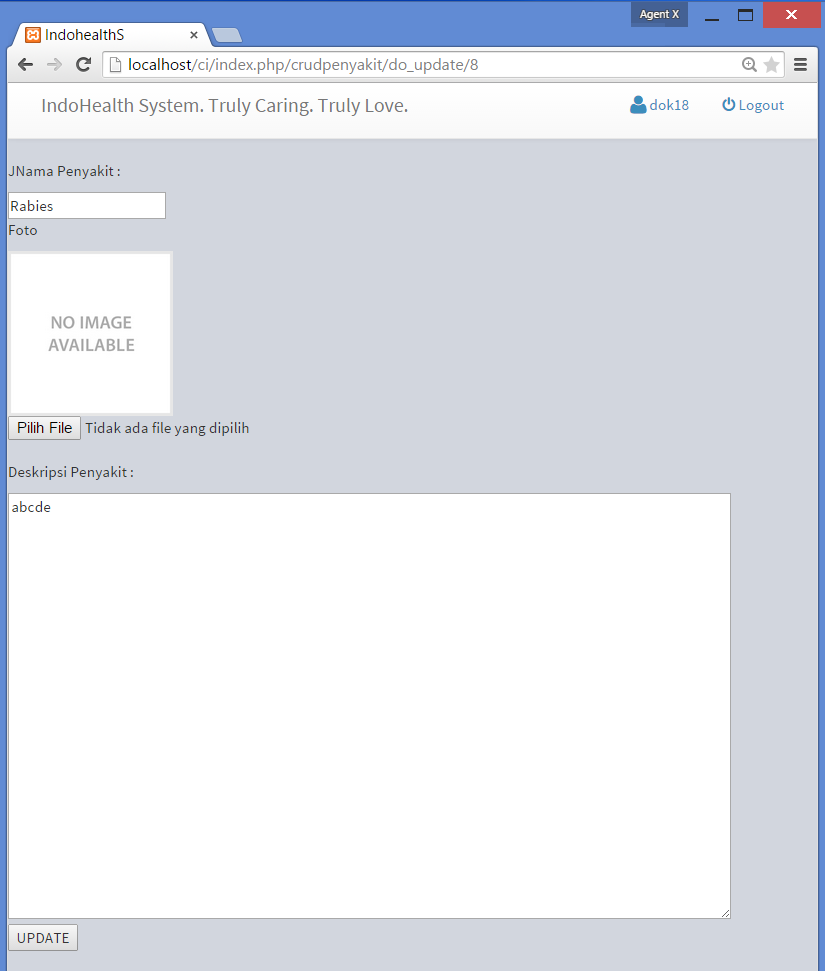 Agent X
IndohealthS
localhost/ci/index.php/crudpenyakit/do_update/8
IndoHealth System. Truly Caring. Truly Love.
dok18
Logout
JNama Penyakit :
Rabies
Foto
NO IMAGE
AVAILABLE
Pilih File Tidak ada file yang dipilih
Deskripsi Penyakit :
abcde
UPDATE